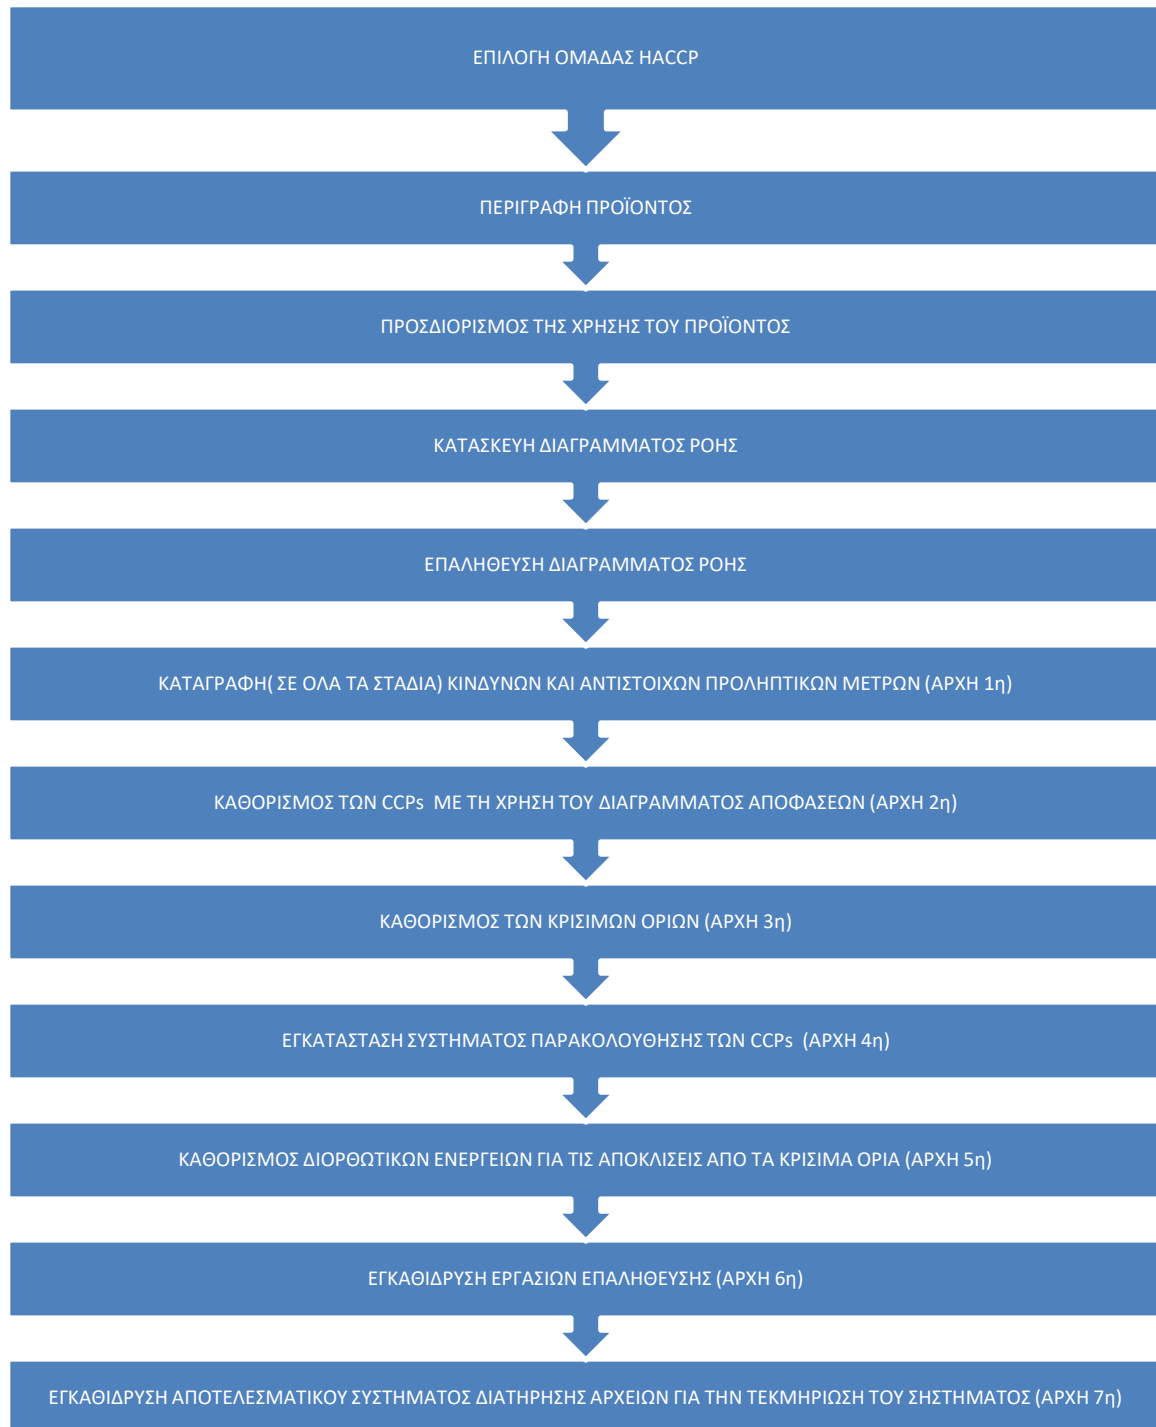 ΕΠΙΛΟΓΗ ΟΜΑΔΑΣ HACCP
ΠΕΡΙΓΡΑΦΗ ΠΡΟΪΟΝΤΟΣ
ΠΡΟΣΔΙΟΡΙΣΜΟΣ ΤΗΣ ΧΡΗΣΗΣ ΤΟΥ ΠΡΟΪΟΝΤΟΣ
ΚΑΤΑΣΚΕΥΗ ΔΙΑΓΡΑΜΜΑΤΟΣ ΡΟΗΣ
ΕΠΑΛΗΘΕΥΣΗ ΔΙΑΓΡΑΜΜΑΤΟΣ ΡΟΗΣ
ΚΑΤΑΓΡΑΦΗ( ΣΕ ΟΛΑ ΤΑ ΣΤΑΔΙΑ) ΚΙΝΔΥΝΩΝ ΚΑΙ ΑΝΤΙΣΤΟΙΧΩΝ ΠΡΟΛΗΠΤΙΚΩΝ ΜΕΤΡΩΝ (ΑΡΧΗ 1η)
ΚΑΘΟΡΙΣΜΟΣ ΤΩΝ CCPs ΜΕ ΤΗ ΧΡΗΣΗ ΤΟΥ ΔΙΑΓΡΑΜΜΑΤΟΣ ΑΠΟΦΑΣΕΩΝ (ΑΡΧΗ 2η)
ΚΑΘΟΡΙΣΜΟΣ ΤΩΝ ΚΡΙΣΙΜΩΝ ΟΡΙΩΝ (ΑΡΧΗ 3η)
ΕΓΚΑΤΑΣΤΑΣΗ ΣΥΣΤΗΜΑΤΟΣ ΠΑΡΑΚΟΛΟΥΘΗΣΗΣ ΤΩΝ CCPs (ΑΡΧΗ 4η)
ΚΑΘΟΡΙΣΜΟΣ ΔΙΟΡΘΩΤΙΚΩΝ ΕΝΕΡΓΕΙΩΝ ΓΙΑ ΤΙΣ ΑΠΟΚΛΙΣΕΙΣ ΑΠΟ ΤΑ ΚΡΙΣΙΜΑ ΟΡΙΑ (ΑΡΧΗ 5η)
ΕΓΚΑΘΙΔΡΥΣΗ ΕΡΓΑΣΙΩΝ ΕΠΑΛΗΘΕΥΣΗΣ (ΑΡΧΗ 6η)
ΕΓΚΑΘΙΔΡΥΣΗ ΑΠΟΤΕΛΕΣΜΑΤΙΚΟΥ ΣΥΣΤΗΜΑΤΟΣ ΔΙΑΤΗΡΗΣΗΣ ΑΡΧΕΙΩΝ ΓΙΑ ΤΗΝ ΤΕΚΜΗΡΙΩΣΗ ΤΟΥ ΣΗΣΤΗΜΑΤΟΣ (ΑΡΧΗ 7η)